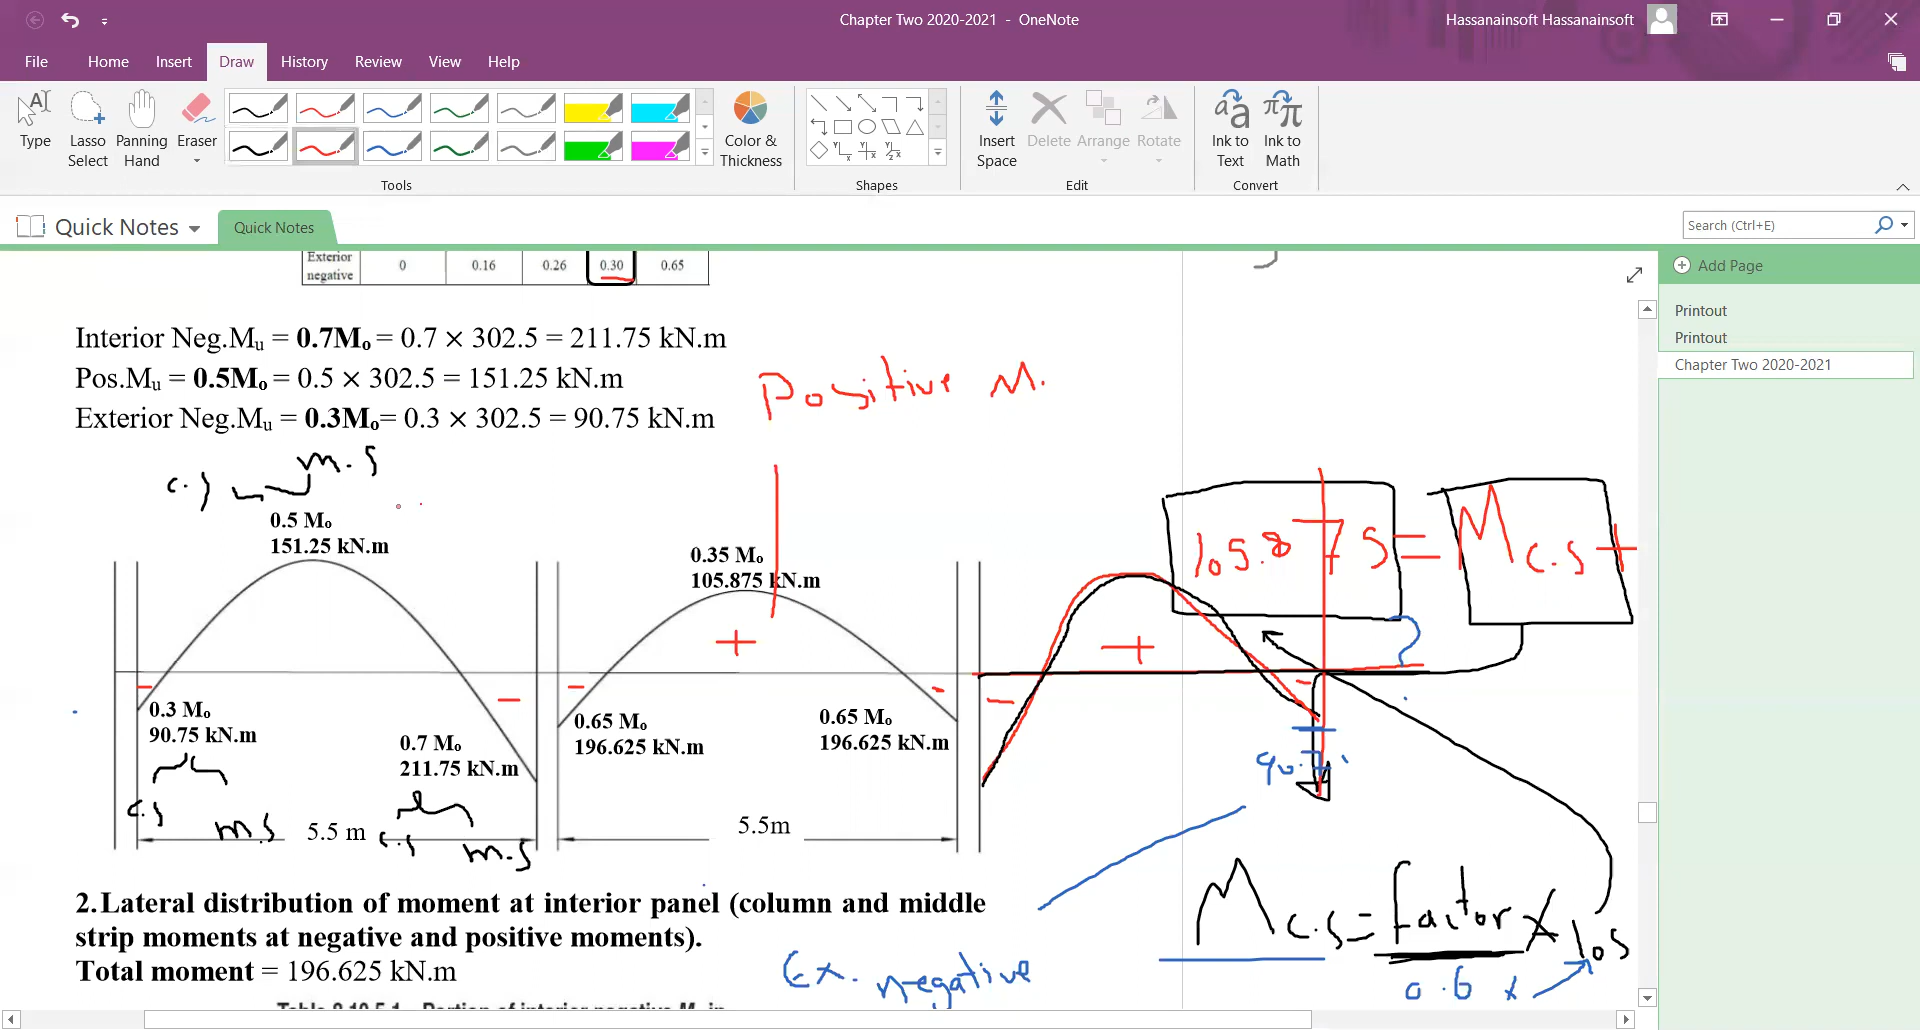 Chapter Two 2020-2021 - OneNote
Hassanainsoft Hassanainsoft
File Home Insert Draw History Review View Help
Type
Lasso Select
Panning Hand
Eraser
Color & Thickness
Insert Space
Delete
Arrange
Rotate
Ink to Text
Ink to Math
Tools
Shapes
Edit
Convert
Quick Notes
Quick Notes
Search (Ctrl+E)
Add Page
Printout
Printout
Chapter Two 2020-2021
Exterior negative 0 0.16 0.26 0.30 0.65
Interior Neg.Mu = 0.7Mo = 0.7 × 302.5 = 211.75 kN.m
Pos.Mu = 0.5Mo = 0.5 × 302.5 = 151.25 kN.m
Exterior Neg.Mu = 0.3Mo= 0.3 × 302.5 = 90.75 kN.m
Positive M.
c.s m.s
0.5 Mo
151.25 kN.m
0.35 Mo
105.875 kN.m
105.875 = M c.s +
+
+
?
0.3 Mo
90.75 kN.m
0.7 Mo
211.75 kN.m
0.65 Mo
196.625 kN.m
0.65 Mo
196.625 kN.m
c.s m.s
c.s m.s
5.5 m
5.5m
M c.s = factor × 105
0.6 x
2.Lateral distribution of moment at interior panel (column and middle
strip moments at negative and positive moments).
Total moment = 196.625 kN.m
Ex. negative